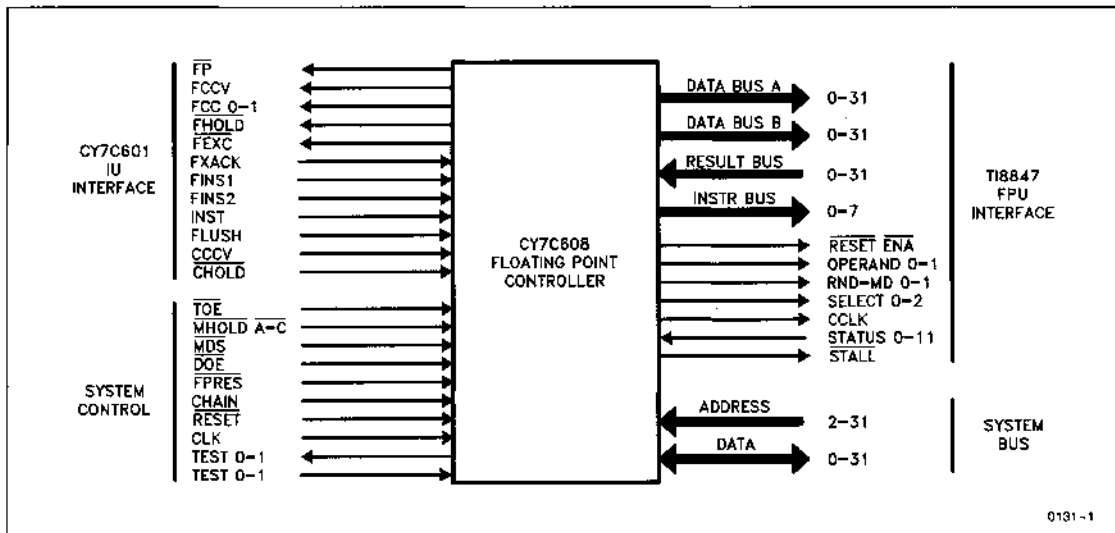 CY7C601
IU
INTERFACE
FP
FCCV
FCC 0-1
FHOLD
FEXC
FXACK
FINS1
FINS2
INST
FLUSH
CCCV
CHOLD
SYSTEM
CONTROL
TOE
MHOLD A-C
MDS
DOE
FPRES
CHAIN
RESET
CLK
TEST 0-1
TEST 0-1
CY7C608
FLOATING POINT
CONTROLLER
DATA BUS A 0-31
DATA BUS B 0-31
RESULT BUS 0-31
INSTR BUS 0-7
RESET ENA
OPERAND 0-1
RND-MD 0-1
SELECT 0-2
CCLK
STATUS 0-11
STALL
TI8847
FPU
INTERFACE
ADDRESS 2-31
DATA 0-31
SYSTEM
BUS
0131-1